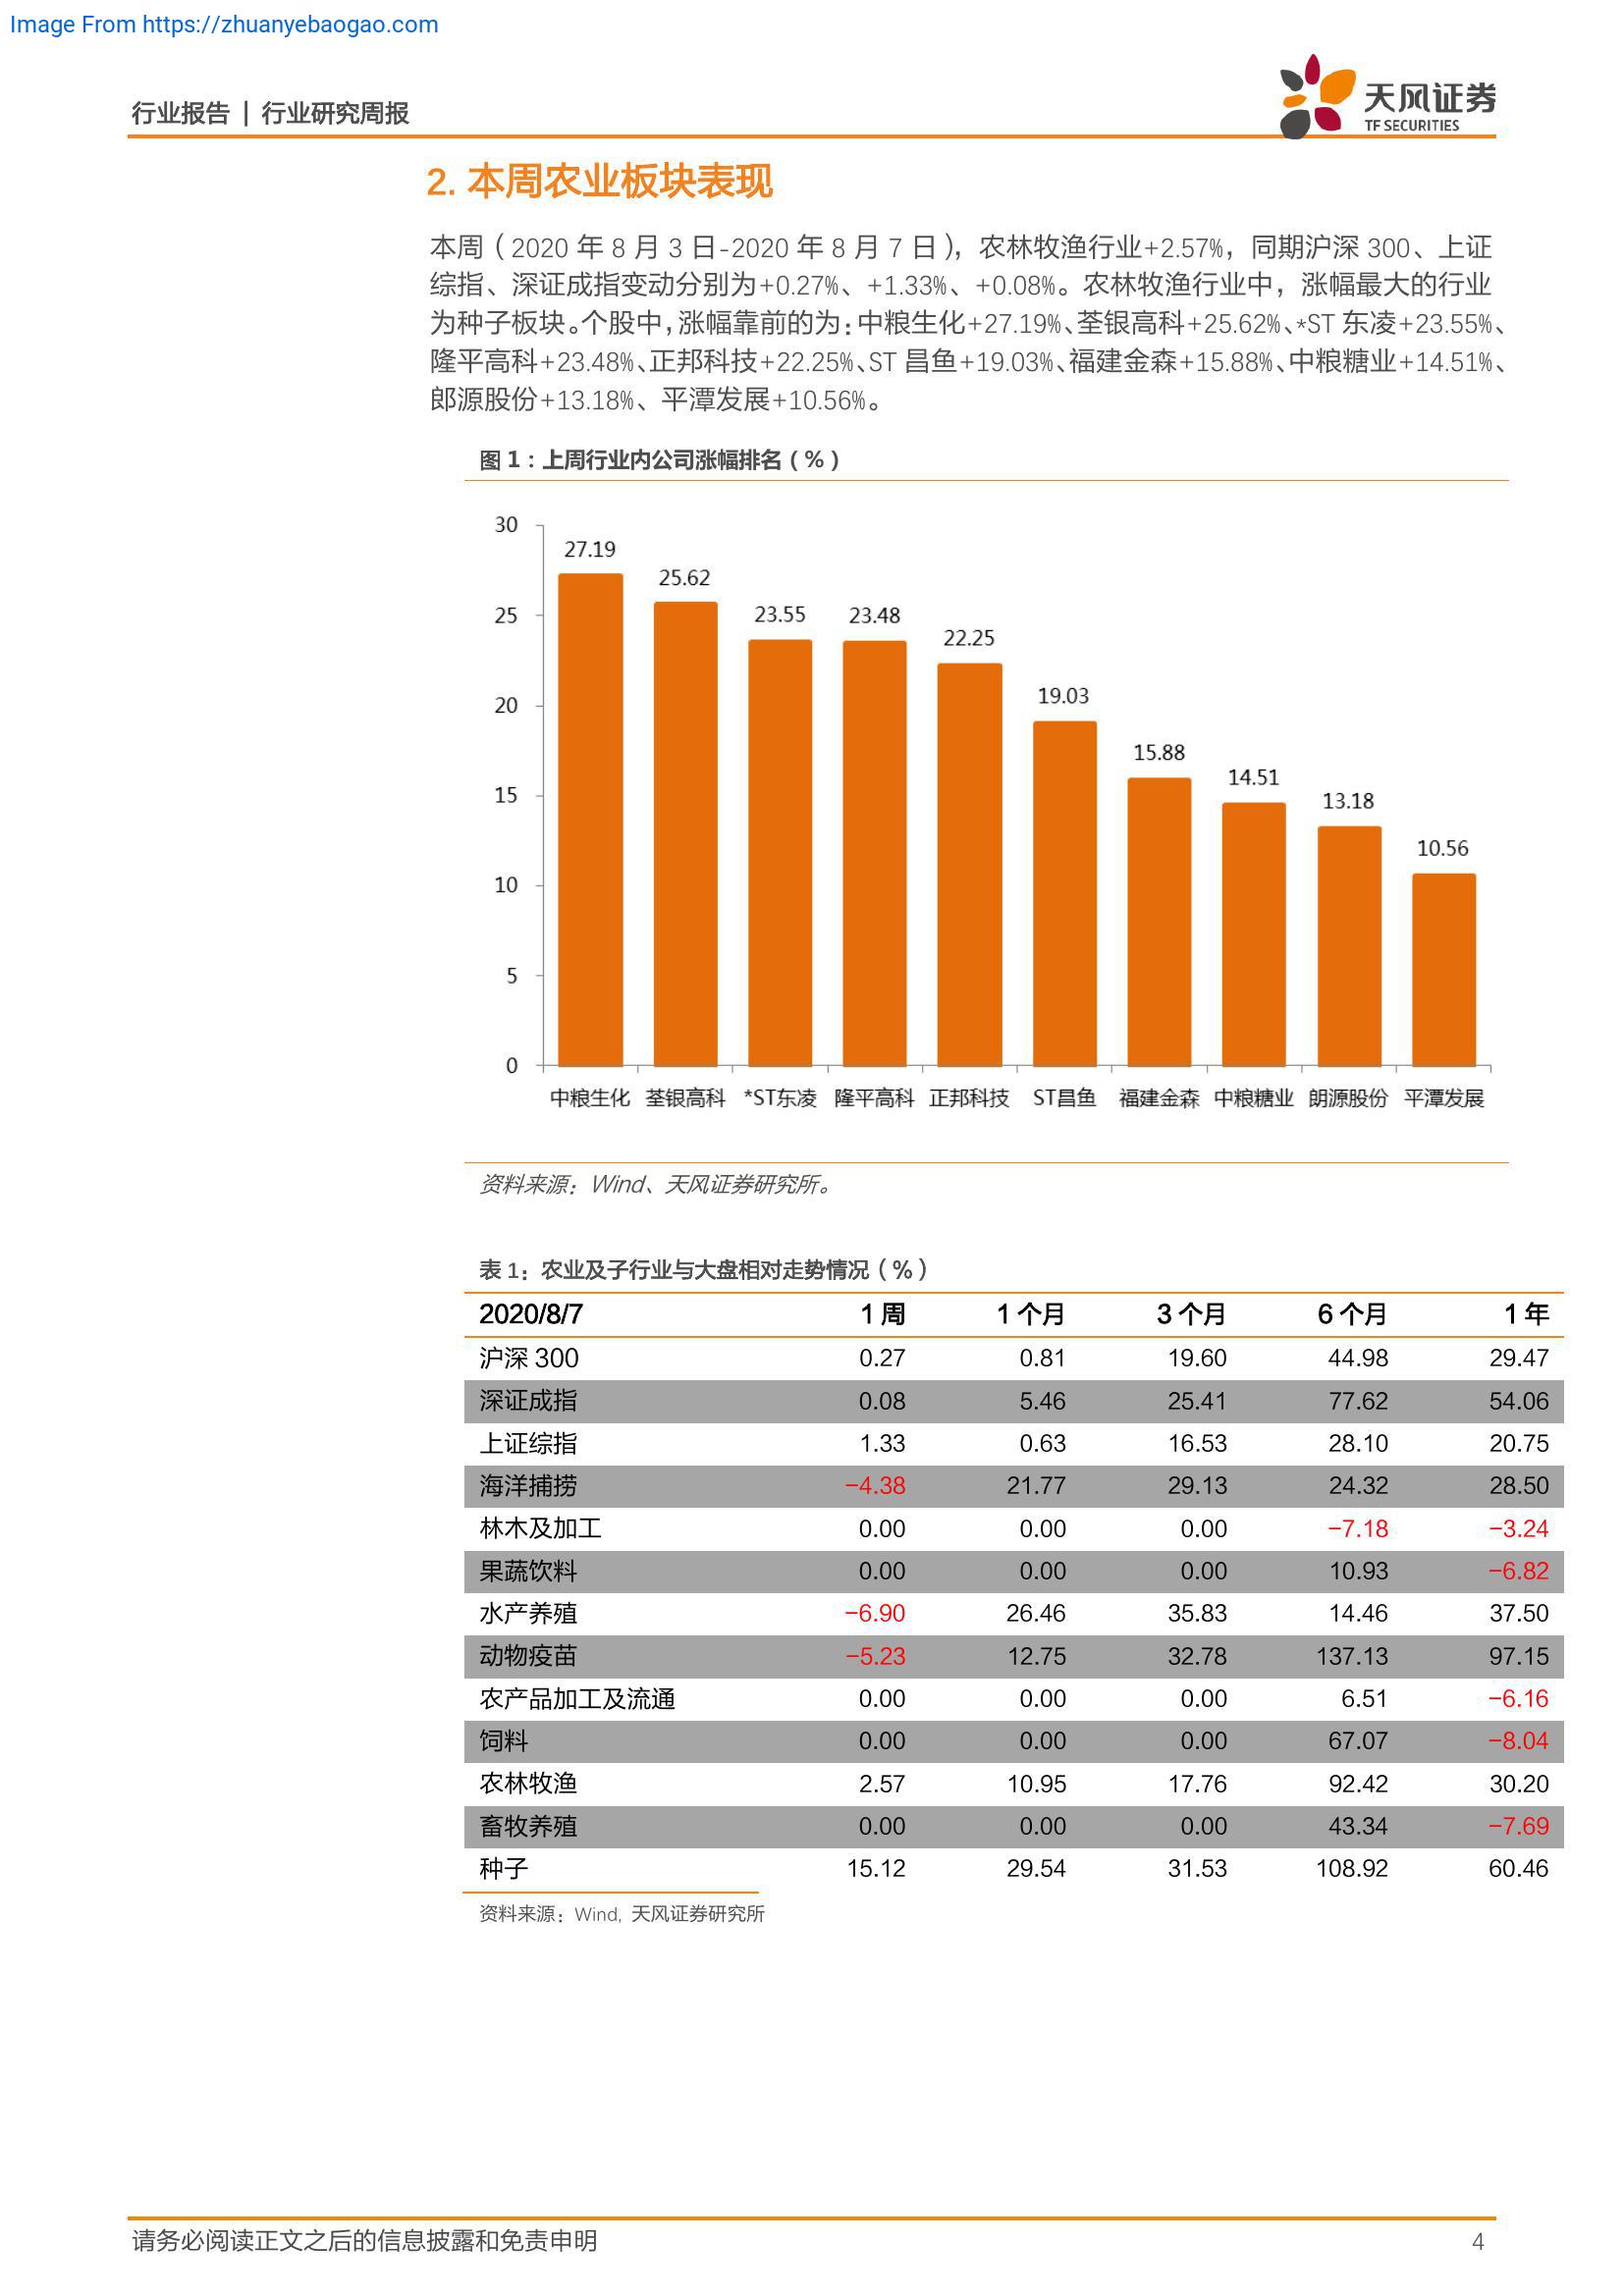 Image From https://zhuanyebaogao.com
行业报告 | 行业研究周报
天风证券
TF SECURITIES
2. 本周农业板块表现
本周（2020 年 8 月 3 日-2020 年 8 月 7 日），农林牧渔行业+2.57%，同期沪深 300、上证
综指、深证成指变动分别为+0.27%、+1.33%、+0.08%。农林牧渔行业中，涨幅最大的行业
为种子板块。个股中，涨幅靠前的为：中粮生化+27.19%、荃银高科+25.62%、*ST 东凌+23.55%、
隆平高科+23.48%、正邦科技+22.25%、ST 昌鱼+19.03%、福建金森+15.88%、中粮糖业+14.51%、
郎源股份+13.18%、平潭发展+10.56%。
图 1：上周行业内公司涨幅排名（%）
30
25
20
15
10
5
0
27.19
25.62
23.55
23.48
22.25
19.03
15.88
14.51
13.18
10.56
中粮生化 荃银高科 *ST东凌 隆平高科 正邦科技 ST昌鱼 福建金森 中粮糖业 朗源股份 平潭发展
资料来源：Wind、天风证券研究所。
表 1：农业及子行业与大盘相对走势情况（%）
2020/8/7 1 周 1 个月 3 个月 6 个月 1 年
沪深 300 0.27 0.81 19.60 44.98 29.47
深证成指 0.08 5.46 25.41 77.62 54.06
上证综指 1.33 0.63 16.53 28.10 20.75
海洋捕捞 -4.38 21.77 29.13 24.32 28.50
林木及加工 0.00 0.00 0.00 -7.18 -3.24
果蔬饮料 0.00 0.00 0.00 10.93 -6.82
水产养殖 -6.90 26.46 35.83 14.46 37.50
动物疫苗 -5.23 12.75 32.78 137.13 97.15
农产品加工及流通 0.00 0.00 0.00 6.51 -6.16
饲料 0.00 0.00 0.00 67.07 -8.04
农林牧渔 2.57 10.95 17.76 92.42 30.20
畜牧养殖 0.00 0.00 0.00 43.34 -7.69
种子 15.12 29.54 31.53 108.92 60.46
资料来源：Wind, 天风证券研究所
请务必阅读正文之后的信息披露和免责申明
4